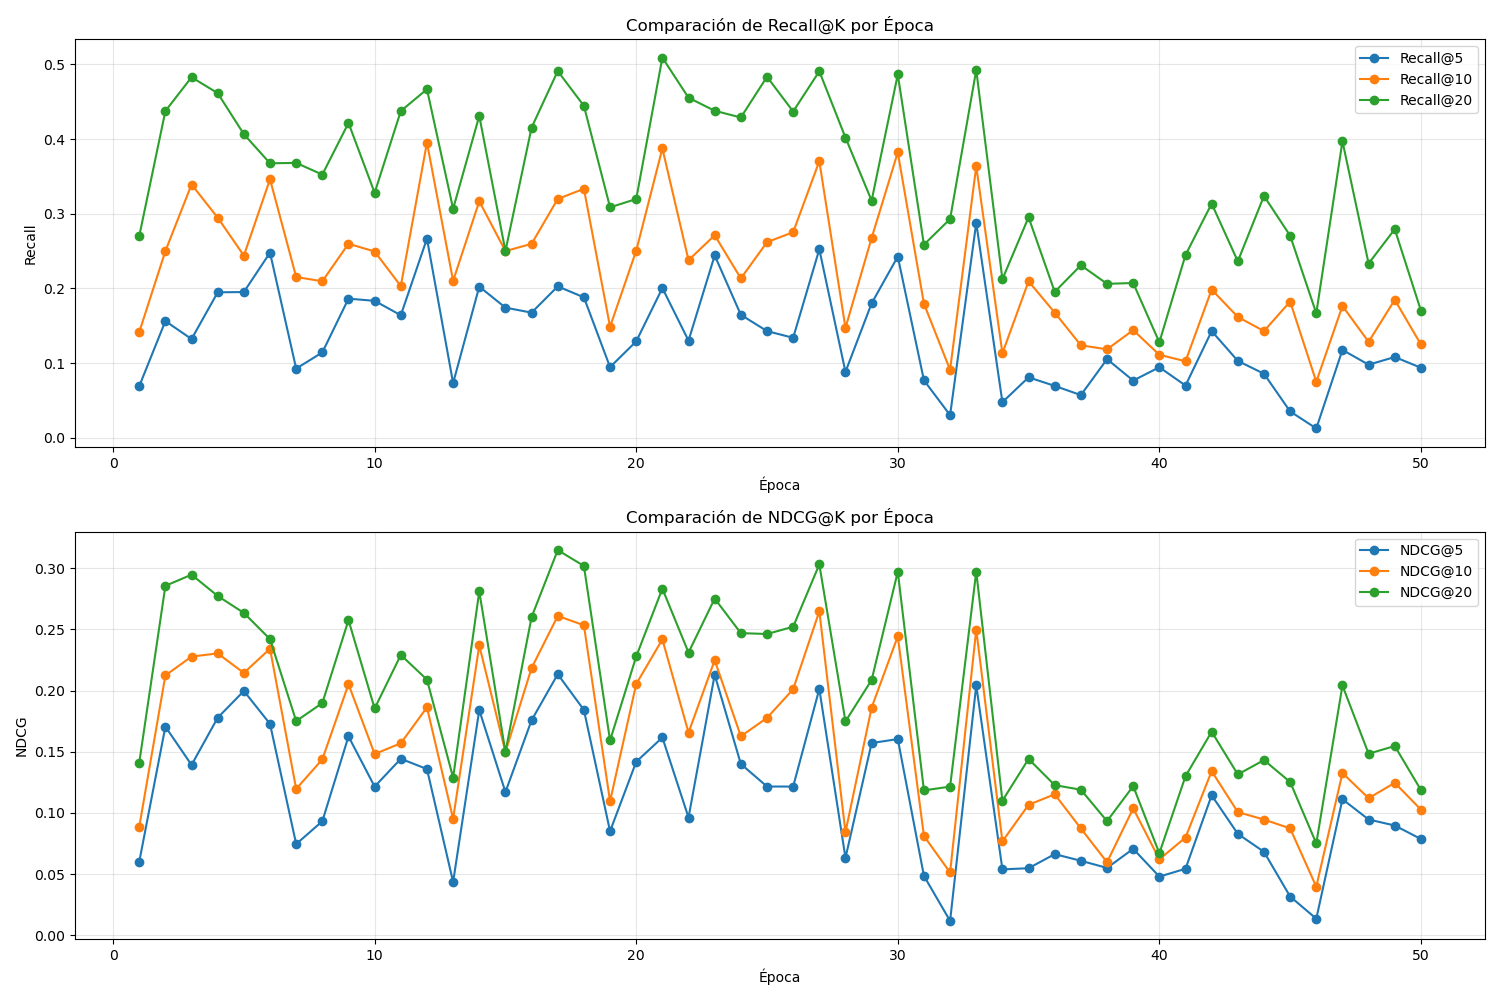 Comparación de Recall@K por Época
Recall
0.5
0.4
0.3
0.2
0.1
0.0
Recall@5
Recall@10
Recall@20
0 10 20 30 40 50
Época
Comparación de NDCG@K por Época
NDCG
0.30
0.25
0.20
0.15
0.10
0.05
0.00
NDCG@5
NDCG@10
NDCG@20
0 10 20 30 40 50
Época